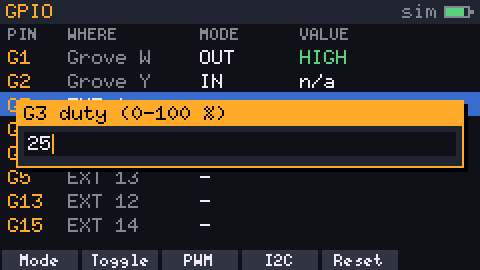 GPIO sim
PIN WHERE MODE VALUE
G1 Grove W OUT HIGH
G2 Grove Y IN n/a
G3 duty (0-100 %)
25
G5 EXT 13 —
G13 EXT 12 —
G15 EXT 14 —
Mode Toggle PWM I2C Reset